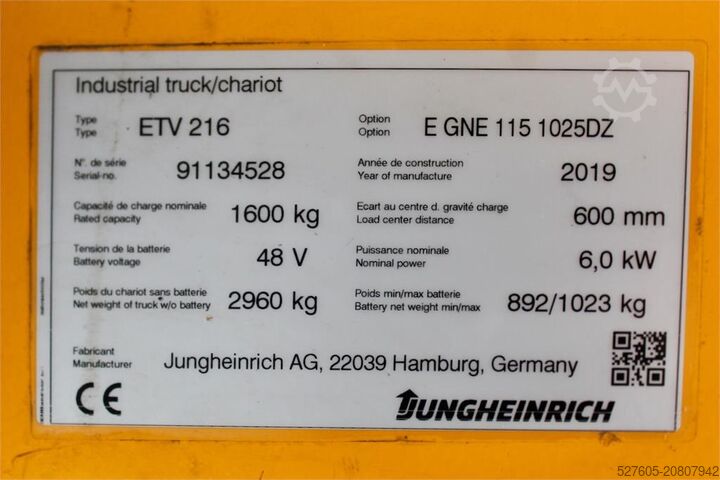 Industrial truck/chariot
Type
Type
ETV 216
Option
Option
E GNE 115 1025DZ
N°. de série
Serial-no.
91134528
Année de construction
Year of manufacture
2019
Capacité de charge nominale
Rated capacity
1600 kg
Ecart au centre d. gravité charge
Load center distance
600 mm
Tension de la batterie
Battery voltage
48 V
Puissance nominale
Nominal power
6,0 kW
Poids du chariot sans batterie
Net weight of truck w/o battery
2960 kg
Poids min/max batterie
Battery net weight min/max
892/1023 kg
Fabricant
Manufacturer
Jungheinrich AG, 22039 Hamburg, Germany
CE
JUNGHEINRICH
527605-20807942